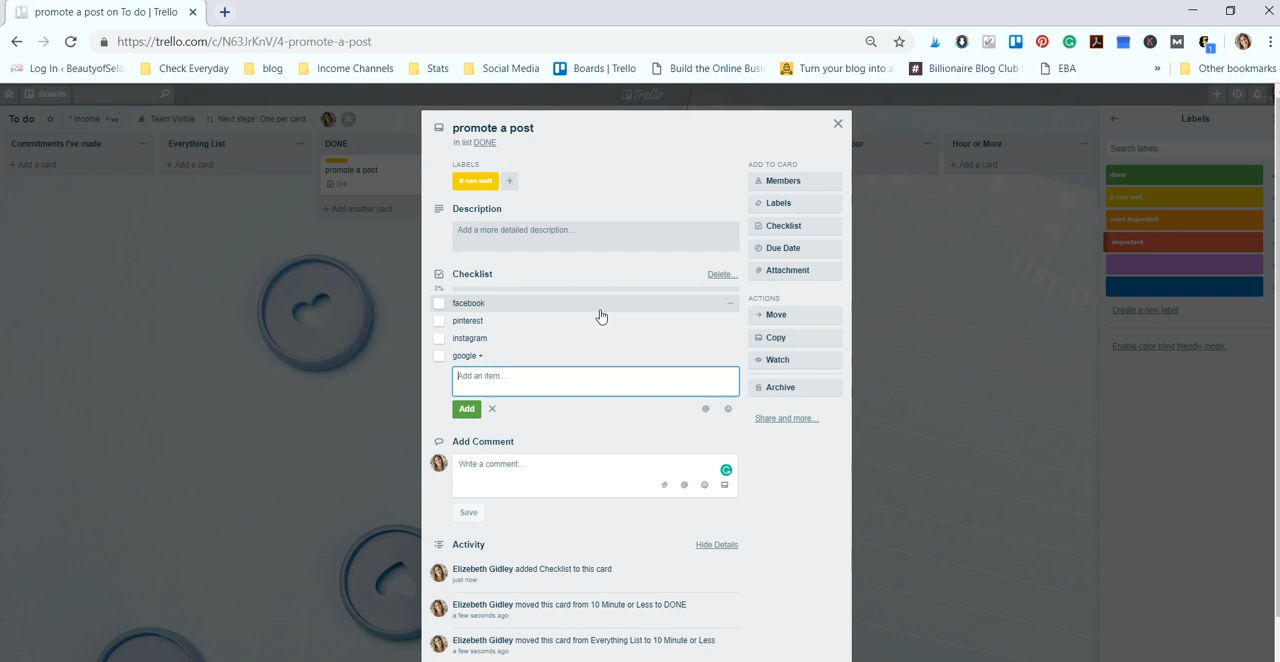 promote a post on To do | Trello
https://trello.com/c/N63JrKnV/4-promote-a-post
Log In ‹ BeautyofSela
Check Everyday
blog
Income Channels
Stats
Social Media
Boards | Trello
Build the Online Busi
Turn your blog into a
Billionaire Blog Club
EBA
»
Other bookmarks
Boards
Trello
To do
* Income Free
Team Visible
Next steps: One per card
Labels
Commitments I've made
Everything List
DONE
our
Hour or More
+ Add a card
+ Add a card
promote a post
0/4
+ Add another card
+ Add a card
Search labels...
done
it can wait
semi important
important
Create a new label
Enable color blind friendly mode.
promote a post
in list DONE
LABELS
it can wait
+
Description
Add a more detailed description...
Checklist
Delete...
0%
facebook
pinterest
instagram
google +
Add an item...
Add
Add Comment
Write a comment...
Save
Activity
Hide Details
Elizebeth Gidley added Checklist to this card
just now
Elizebeth Gidley moved this card from 10 Minute or Less to DONE
a few seconds ago
Elizebeth Gidley moved this card from Everything List to 10 Minute or Less
a few seconds ago
ADD TO CARD
Members
Labels
Checklist
Due Date
Attachment
ACTIONS
Move
Copy
Watch
Archive
Share and more...